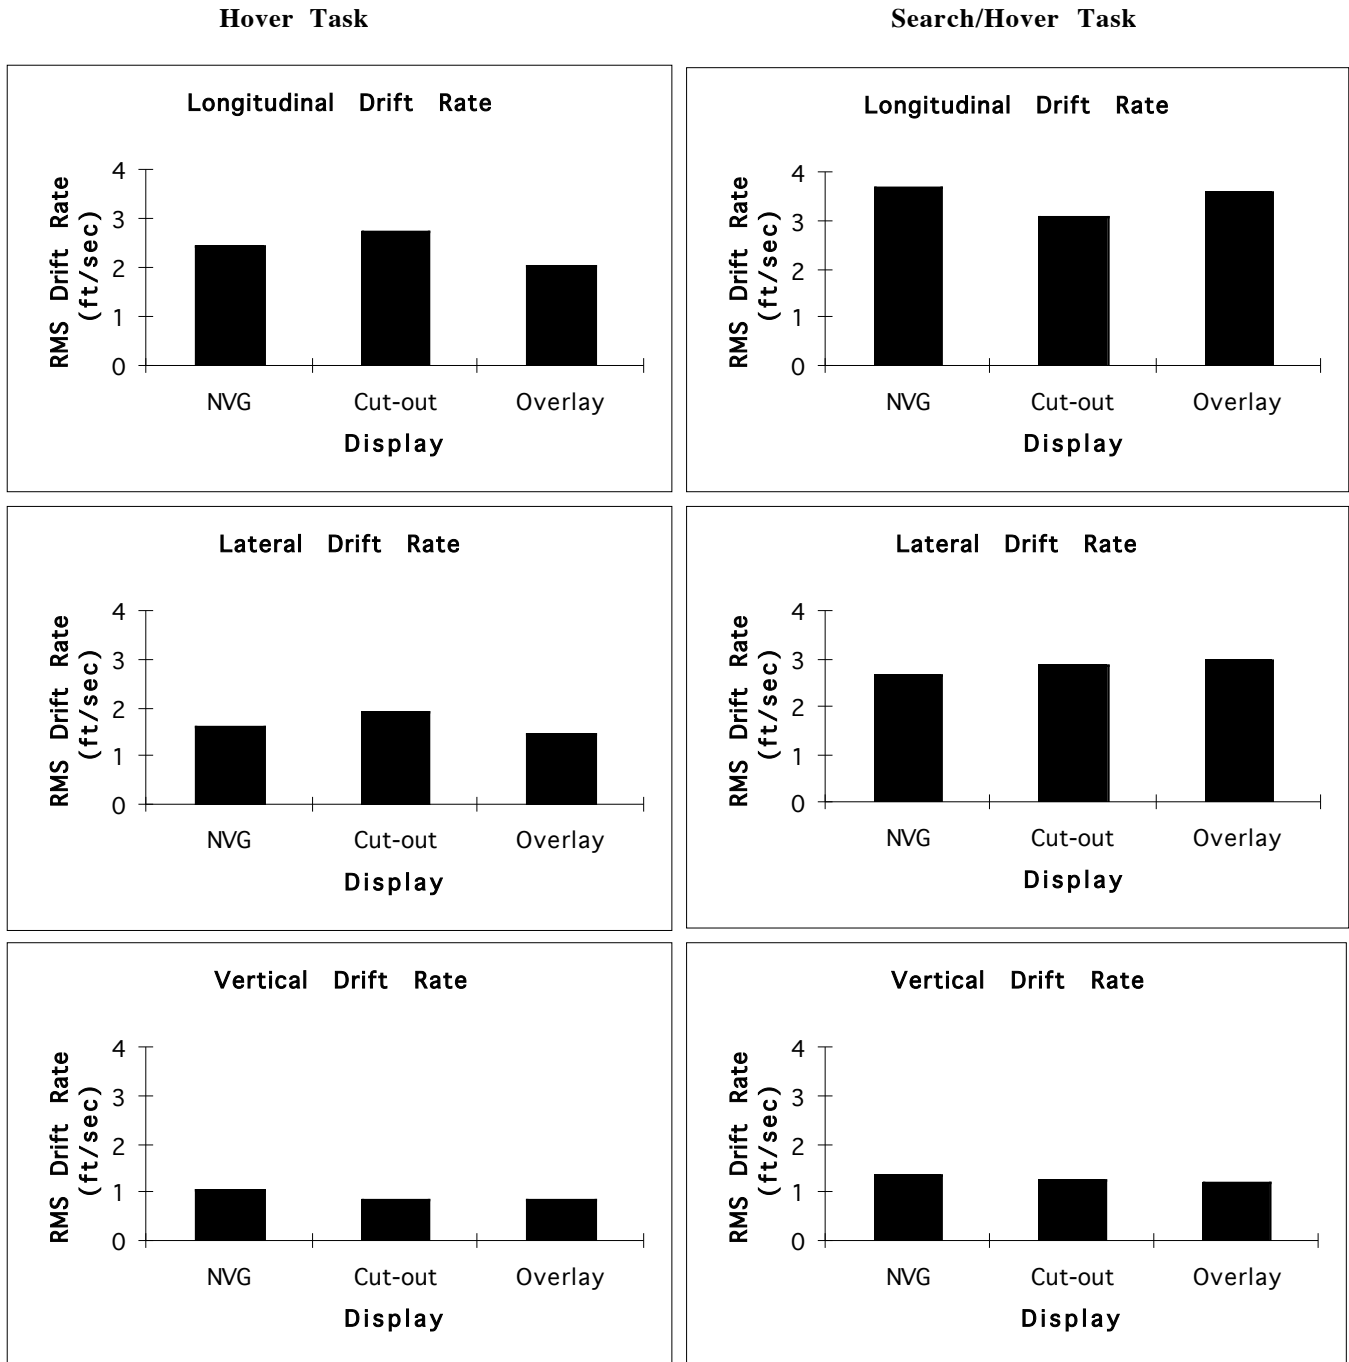 Hover Task
Search/Hover Task
Longitudinal Drift Rate
RMS Drift Rate
(ft/sec)
4
3
2
1
0
NVG Cut-out Overlay
Display
Longitudinal Drift Rate
RMS Drift Rate
(ft/sec)
4
3
2
1
0
NVG Cut-out Overlay
Display
Lateral Drift Rate
RMS Drift Rate
(ft/sec)
4
3
2
1
0
NVG Cut-out Overlay
Display
Lateral Drift Rate
RMS Drift Rate
(ft/sec)
4
3
2
1
0
NVG Cut-out Overlay
Display
Vertical Drift Rate
RMS Drift Rate
(ft/sec)
4
3
2
1
0
NVG Cut-out Overlay
Display
Vertical Drift Rate
RMS Drift Rate
(ft/sec)
4
3
2
1
0
NVG Cut-out Overlay
Display